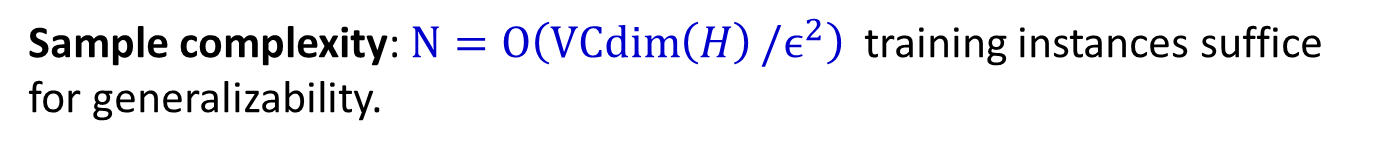 Sample complexity: N = O(VCdim(H) /ϵ²) training instances suffice
for generalizability.